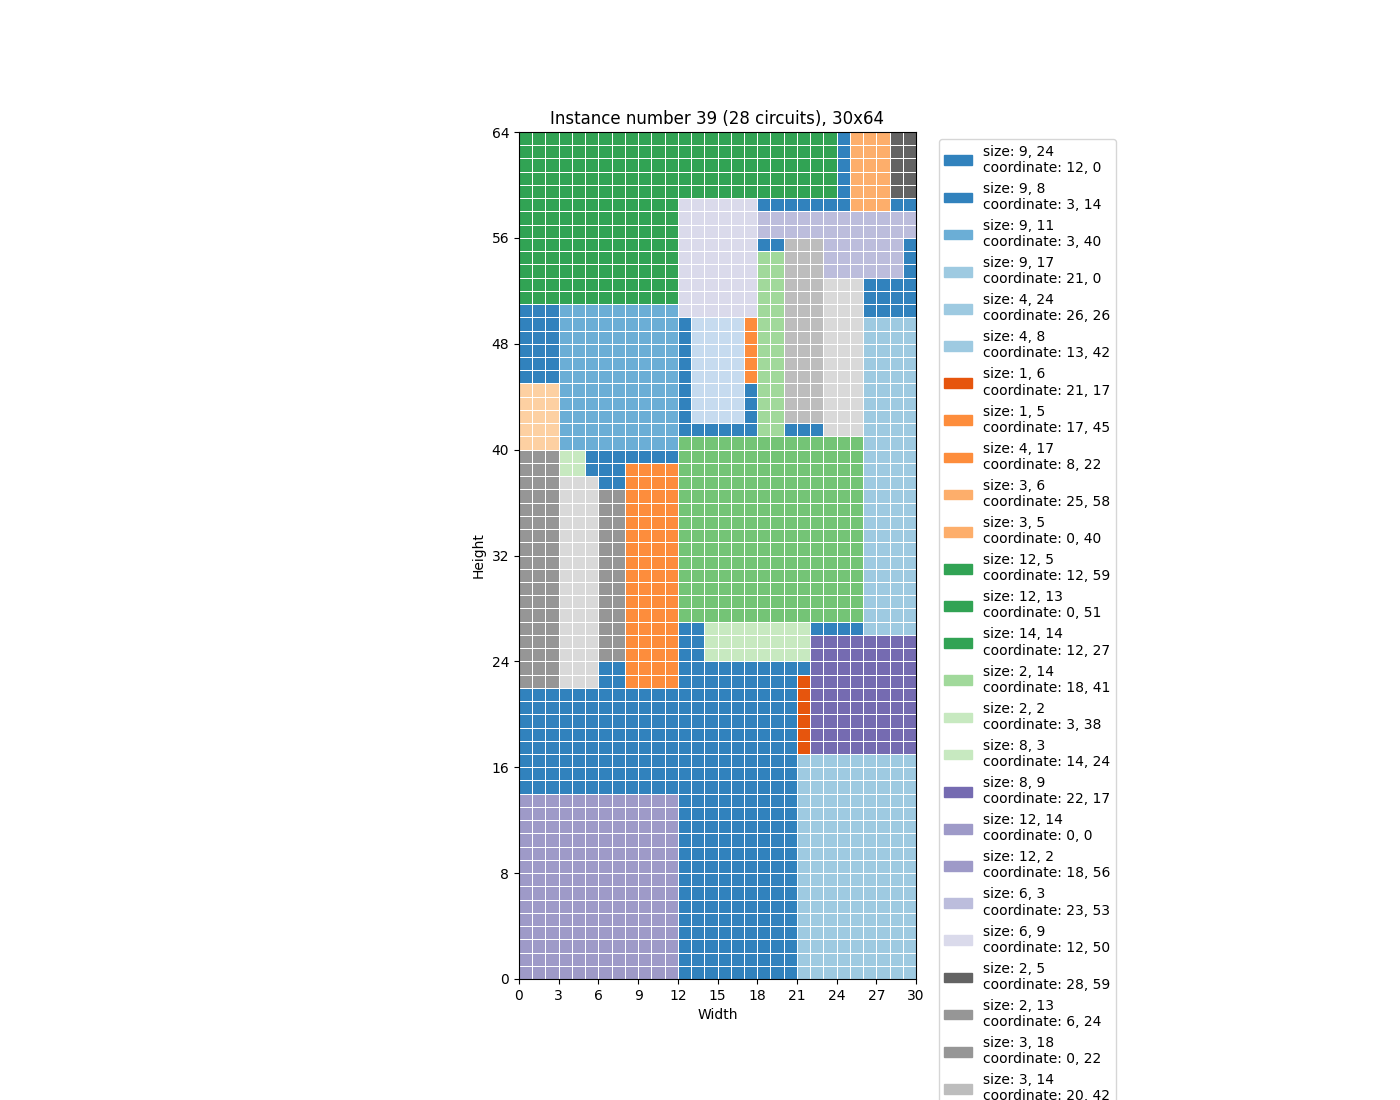 Instance number 39 (28 circuits), 30x64
64
56
48
40
32
24
16
8
0
Height
0 3 6 9 12 15 18 21 24 27 30
Width
size: 9, 24
coordinate: 12, 0
size: 9, 8
coordinate: 3, 14
size: 9, 11
coordinate: 3, 40
size: 9, 17
coordinate: 21, 0
size: 4, 24
coordinate: 26, 26
size: 4, 8
coordinate: 13, 42
size: 1, 6
coordinate: 21, 17
size: 1, 5
coordinate: 17, 45
size: 4, 17
coordinate: 8, 22
size: 3, 6
coordinate: 25, 58
size: 3, 5
coordinate: 0, 40
size: 12, 5
coordinate: 12, 59
size: 12, 13
coordinate: 0, 51
size: 14, 14
coordinate: 12, 27
size: 2, 14
coordinate: 18, 41
size: 2, 2
coordinate: 3, 38
size: 8, 3
coordinate: 14, 24
size: 8, 9
coordinate: 22, 17
size: 12, 14
coordinate: 0, 0
size: 12, 2
coordinate: 18, 56
size: 6, 3
coordinate: 23, 53
size: 6, 9
coordinate: 12, 50
size: 2, 5
coordinate: 28, 59
size: 2, 13
coordinate: 6, 24
size: 3, 18
coordinate: 0, 22
size: 3, 14
coordinate: 20, 42